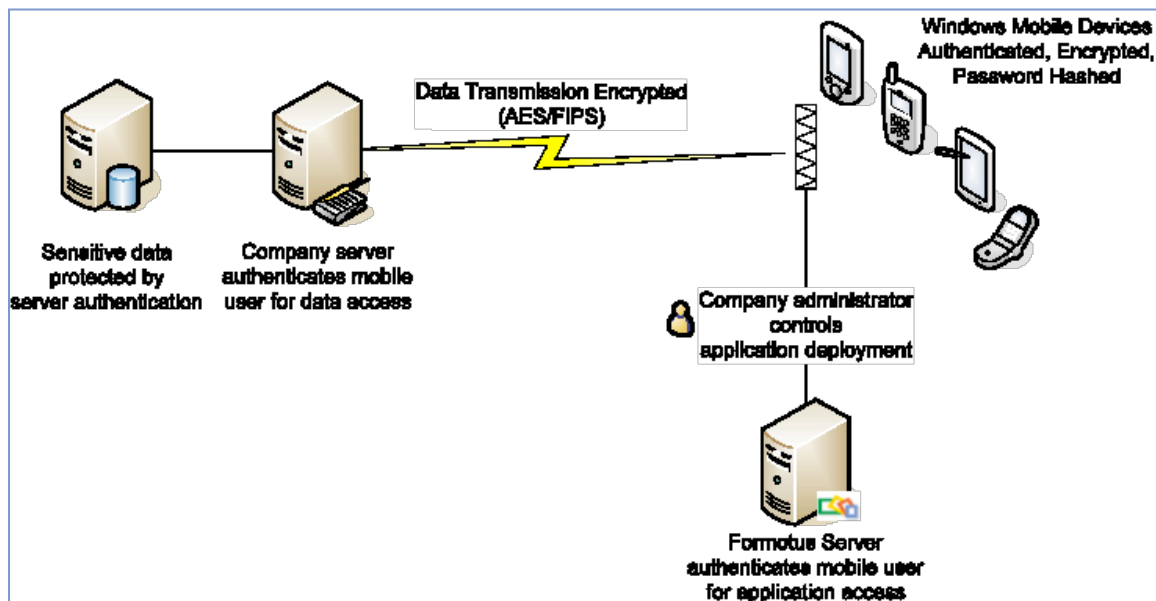 Windows Mobile Devices
Authenticated, Encrypted,
Password Hashed
Data Transmission Encrypted
(AES/FIPS)
Sensitive data
protected by
server authentication
Company server
authenticates mobile
user for data access
Company administrator
controls
application deployment
Formotus Server
authenticates mobile user
for application access